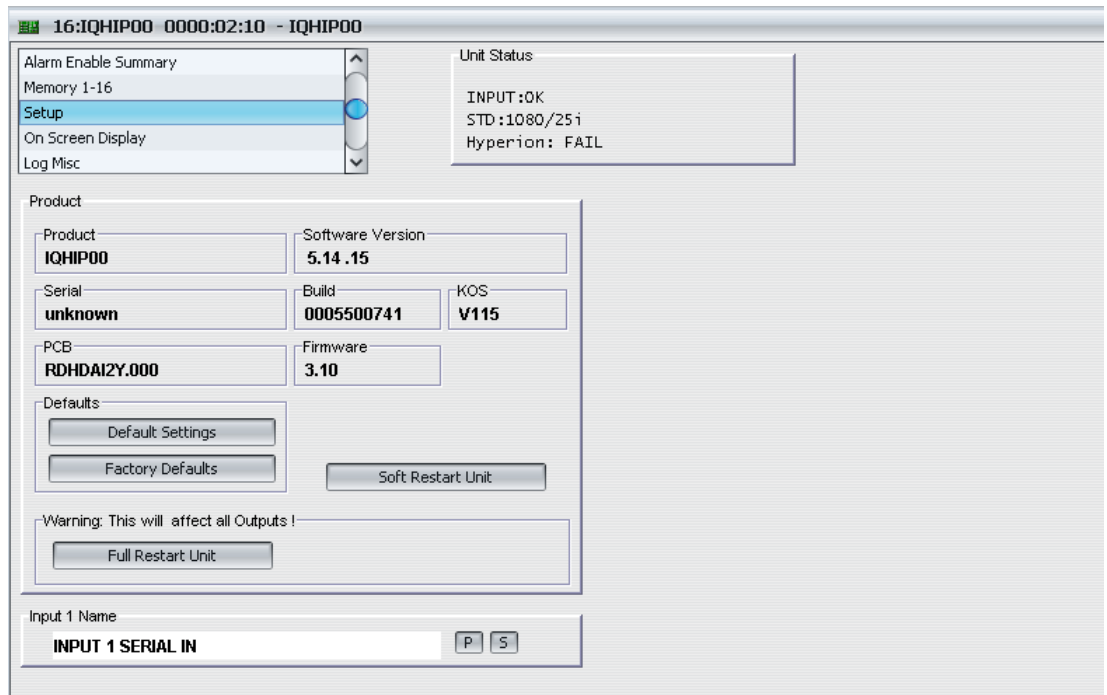 16:IQHIP00 0000:02:10 - IQHIP00
Alarm Enable Summary
Memory 1-16
Setup
On Screen Display
Log Misc
Unit Status
INPUT:OK
STD:1080/25i
Hyperion: FAIL
Product
Product
IQHIP00
Software Version
5.14 .15
Serial
unknown
Build
0005500741
KOS
V115
PCB
RDHDAI2Y.000
Firmware
3.10
Defaults
Default Settings
Factory Defaults
Soft Restart Unit
Warning: This will affect all Outputs !
Full Restart Unit
Input 1 Name
INPUT 1 SERIAL IN
P
S